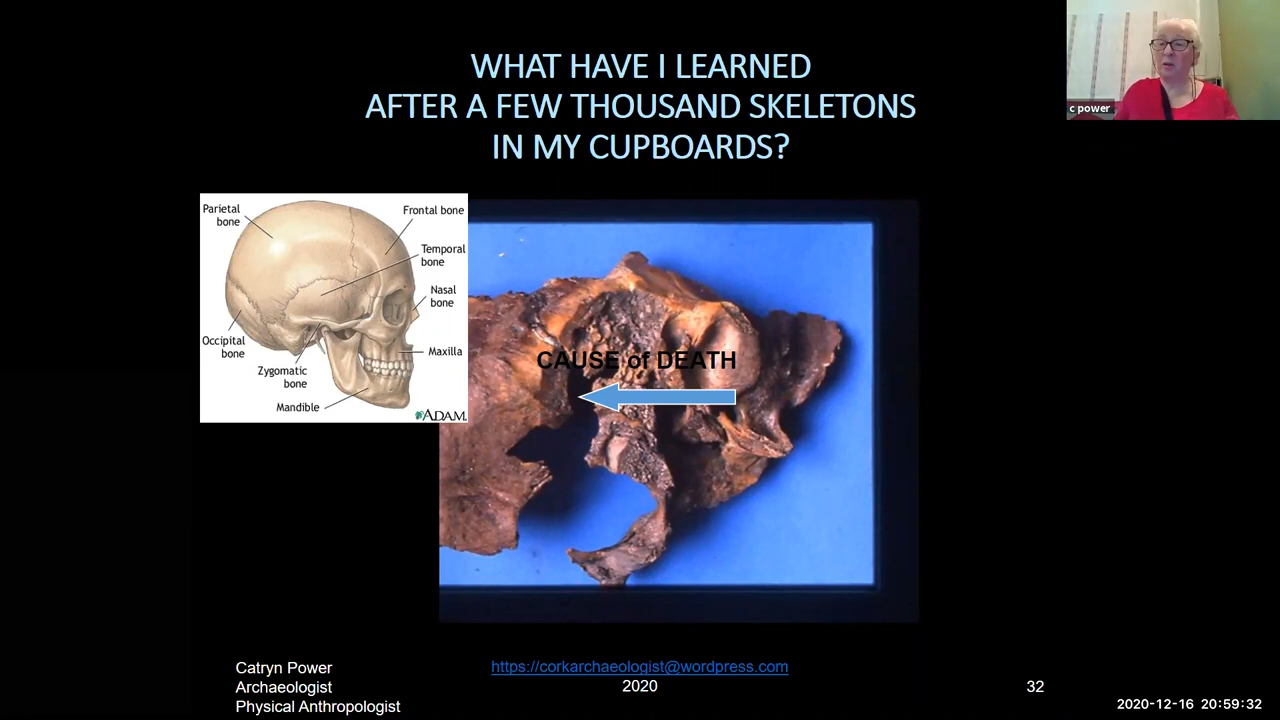 WHAT HAVE I LEARNED
AFTER A FEW THOUSAND SKELETONS
IN MY CUPBOARDS?
c power
Parietal
bone
Frontal bone
Temporal
bone
Nasal
bone
Occipital
bone
Maxilla
Zygomatic
bone
Mandible
ADAM.
CAUSE of DEATH
Catryn Power
Archaeologist
Physical Anthropologist
https://corkarchaeologist@wordpress.com
2020
32
2020-12-16 20:59:32